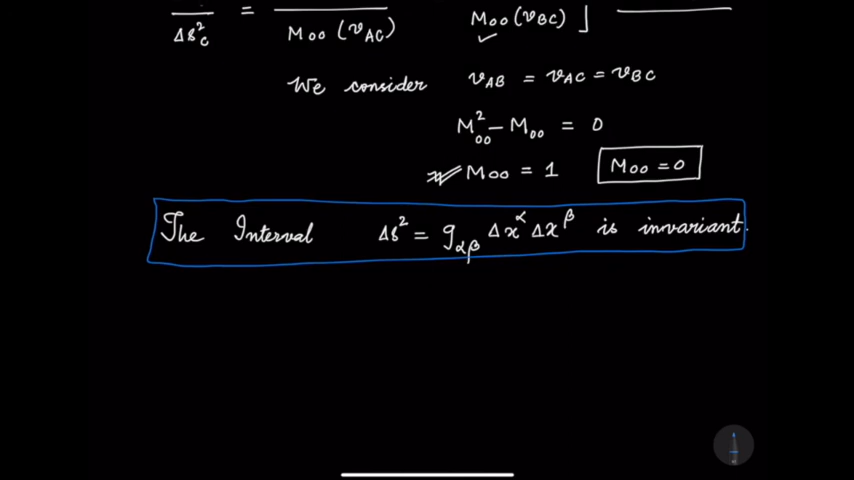 Δs²_C = M₀₀ (v_AC) M₀₀ (v_BC) ]
We consider v_AB = v_AC = v_BC
M²₀₀ – M₀₀ = 0
M₀₀ = 1 M₀₀ = 0
The Interval Δs² = g_αβ Δx^α Δx^β is invariant.